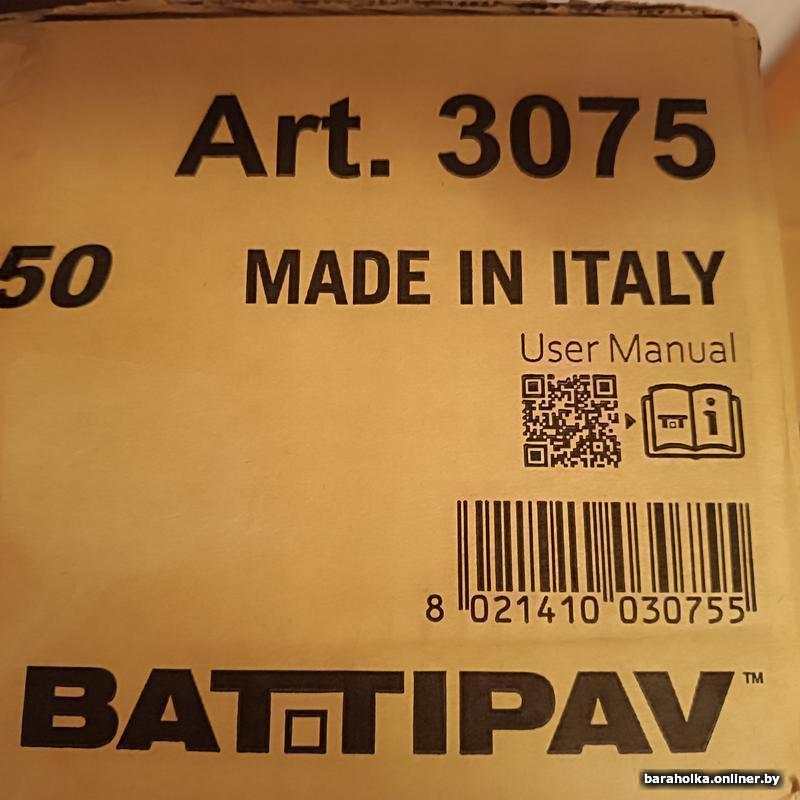 Art. 3075
50
MADE IN ITALY
User Manual
8 021410 030755
BATTIPAV™
baraholka.onliner.by